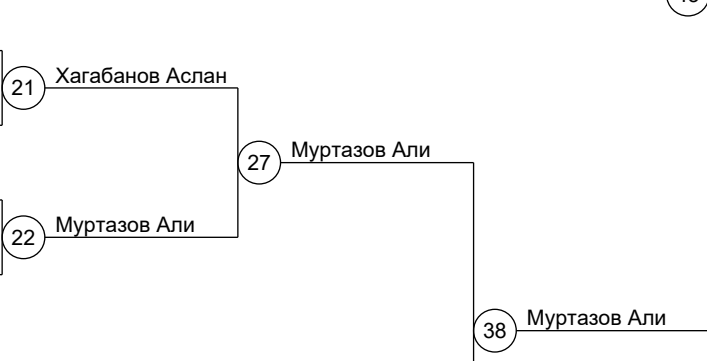 21 Хагабанов Аслан
27 Муртазов Али
22 Муртазов Али
38 Муртазов Али